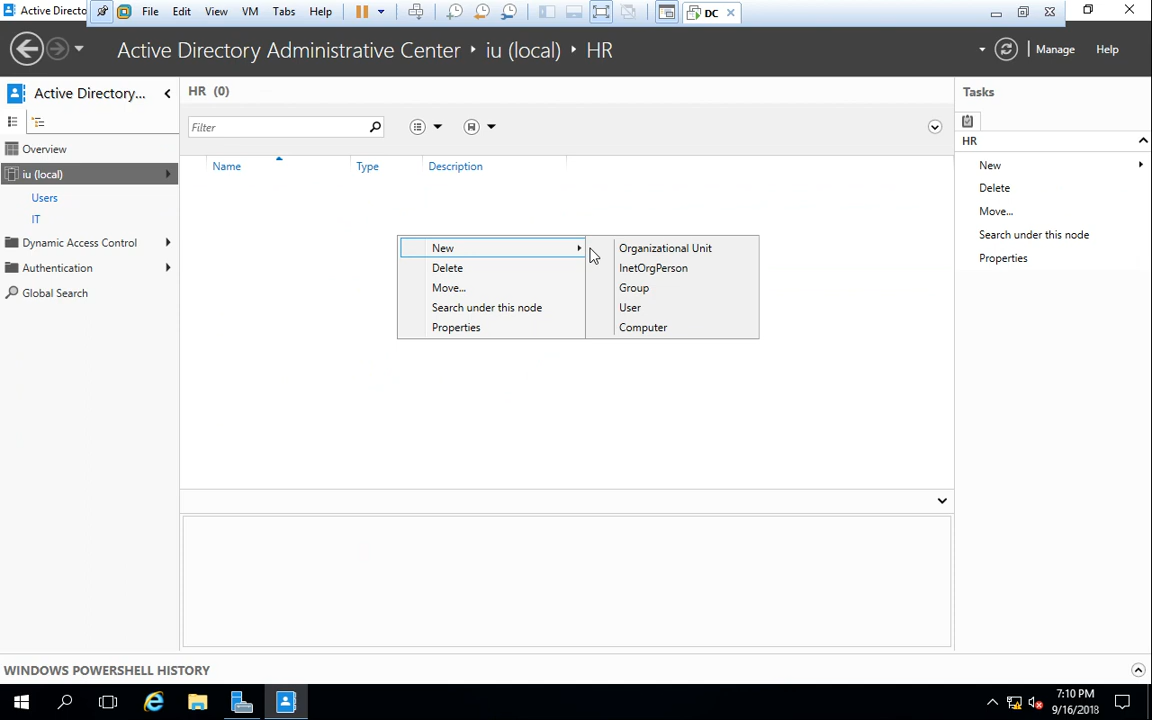 Active Directo File Edit View VM Tabs Help DC
Active Directory Administrative Center • iu (local) • HR Manage Help
Active Directory...
Overview
iu (local)
Users
IT
Dynamic Access Control
Authentication
Global Search
HR (0)
Filter
Name Type Description
New
Delete
Move...
Search under this node
Properties
Organizational Unit
InetOrgPerson
Group
User
Computer
Tasks
HR
New
Delete
Move...
Search under this node
Properties
WINDOWS POWERSHELL HISTORY
7:10 PM
9/16/2018